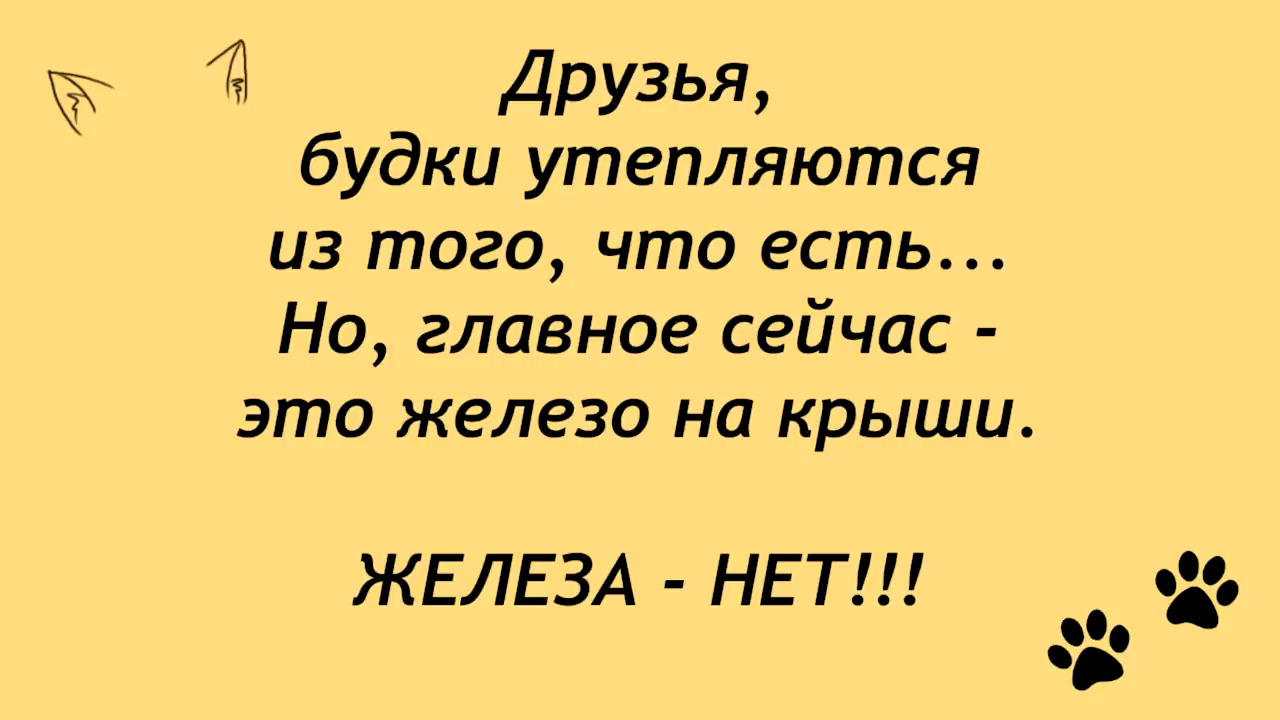 Друзья,
будки утепляются
из того, что есть...
Но, главное сейчас -
это железо на крыши.
ЖЕЛЕЗА - НЕТ!!!